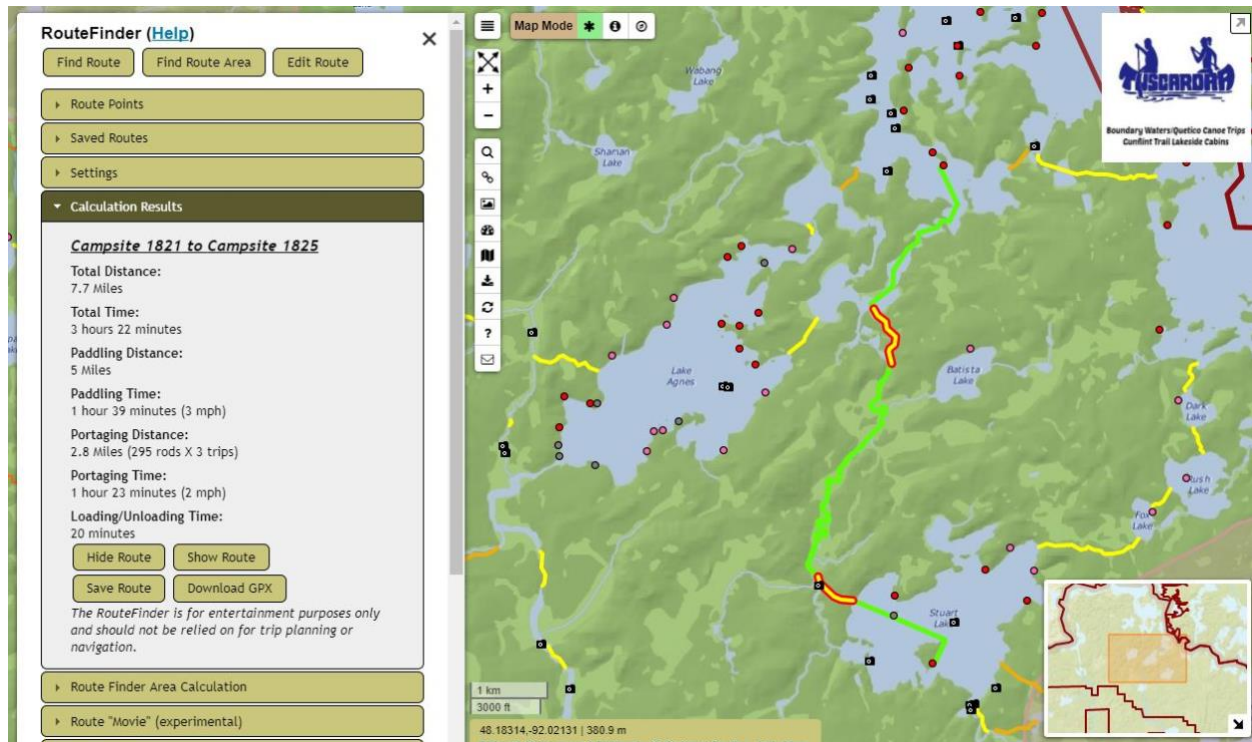 RouteFinder (Help)
Find Route
Find Route Area
Edit Route
Route Points
Saved Routes
Settings
Calculation Results
Campsite 1821 to Campsite 1825
Total Distance:
7.7 Miles
Total Time:
3 hours 22 minutes
Paddling Distance:
5 Miles
Paddling Time:
1 hour 39 minutes (3 mph)
Portaging Distance:
2.8 Miles (295 rods X 3 trips)
Portaging Time:
1 hour 23 minutes (2 mph)
Loading/Unloading Time:
20 minutes
Hide Route
Show Route
Save Route
Download GPX
The RouteFinder is for entertainment purposes only
and should not be relied on for trip planning or
navigation.
Route Finder Area Calculation
Route "Movie" (experimental)
Map Mode
Wabang
Lake
Shanan
Lake
Lake
Agnes
Batista
Lake
Dark
Lake
Rush
Lake
Fox
Lake
Stuart
Lake
1 km
3000 ft
48.18314,-92.02131 | 380.9 m
TUSCARORA
Boundary Waters/Quetico Canoe Trips
Gunflint Trail Lakeside Cabins